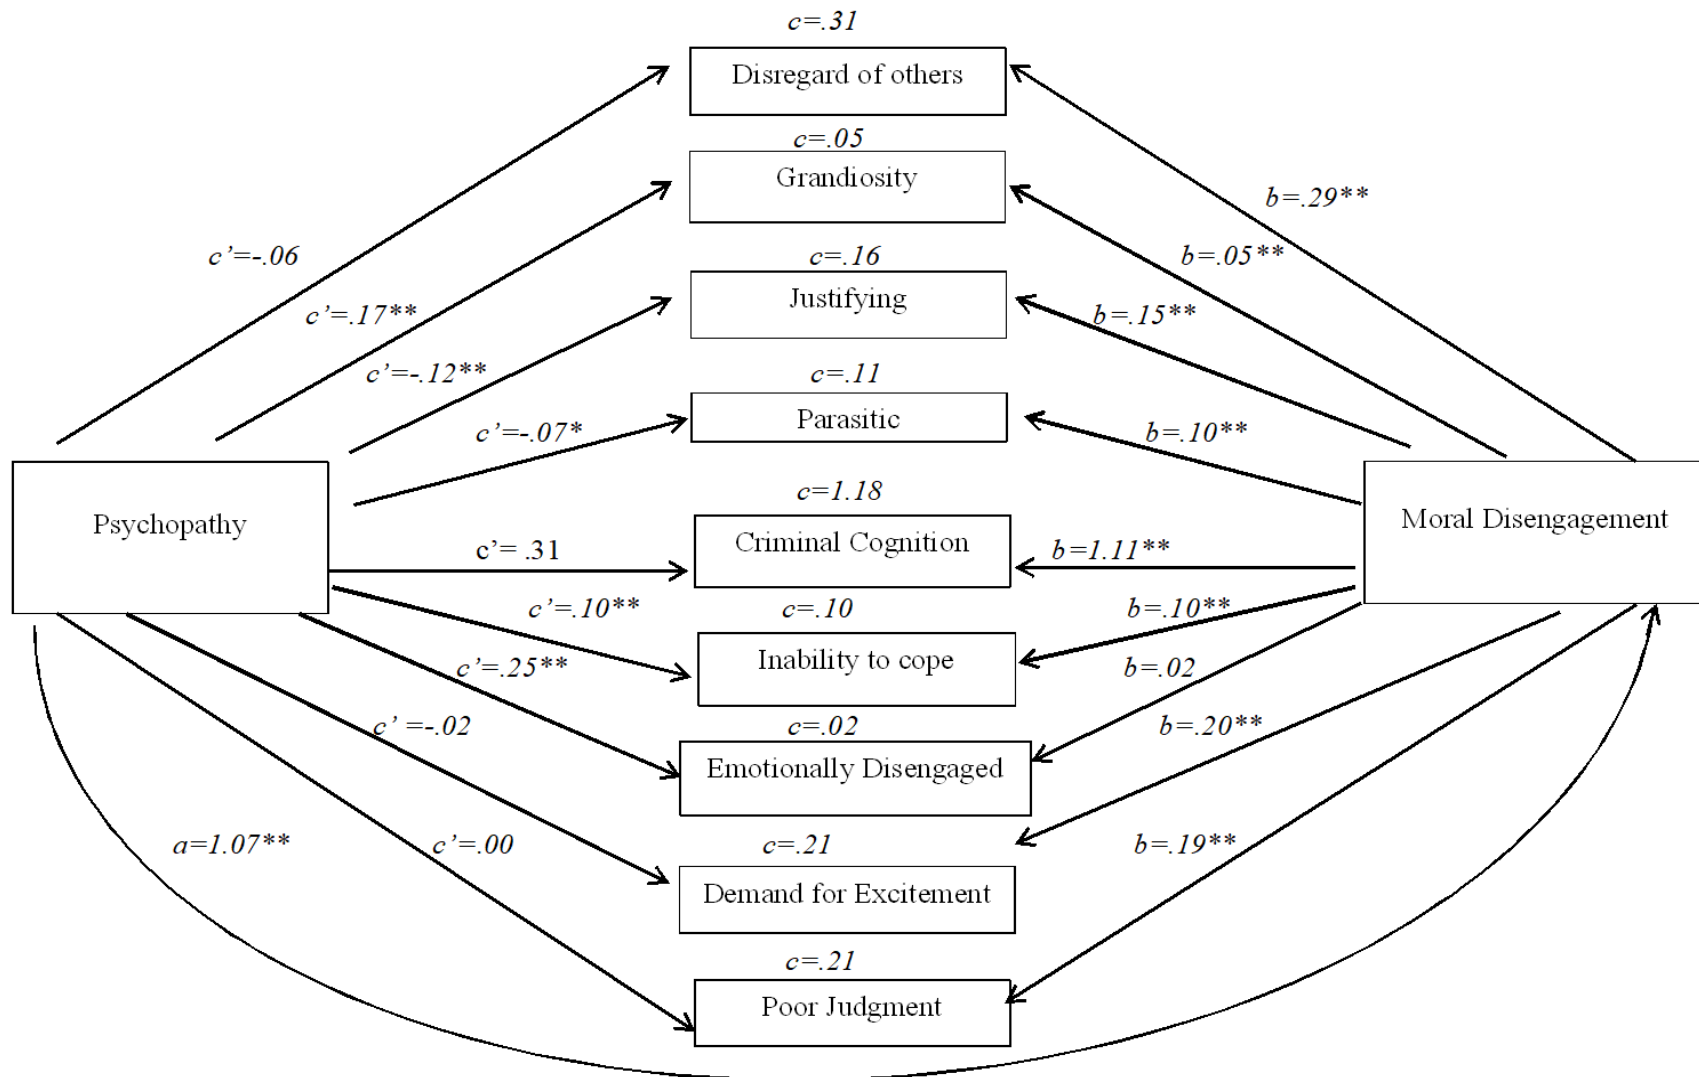 c=.31
Disregard of others
c=.05
Grandiosity
b=.29**
c’=-.06
c=.16
b=.05**
Justifying
c’=.17**
b=.15**
c’=-.12**
c=.11
Parasitic
c’=-.07*
b=.10**
c=1.18
Psychopathy
Moral Disengagement
Criminal Cognition
c’= .31
b=1.11**
c’=.10**
c=.10
b=.10**
Inability to cope
c’=.25**
b=.02
c’ =-.02
c=.02
b=.20**
Emotionally Disengaged
a=1.07**
c’=.00
c=.21
b=.19**
Demand for Excitement
c=.21
Poor Judgment